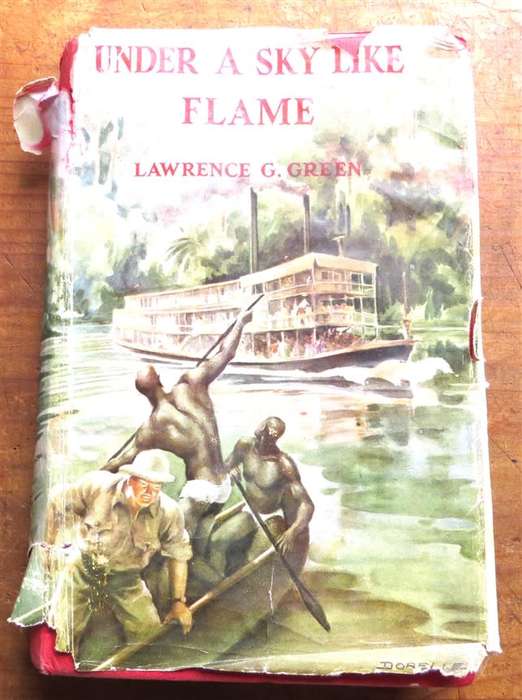 UNDER A SKY LIKE
FLAME
LAWRENCE G. GREEN